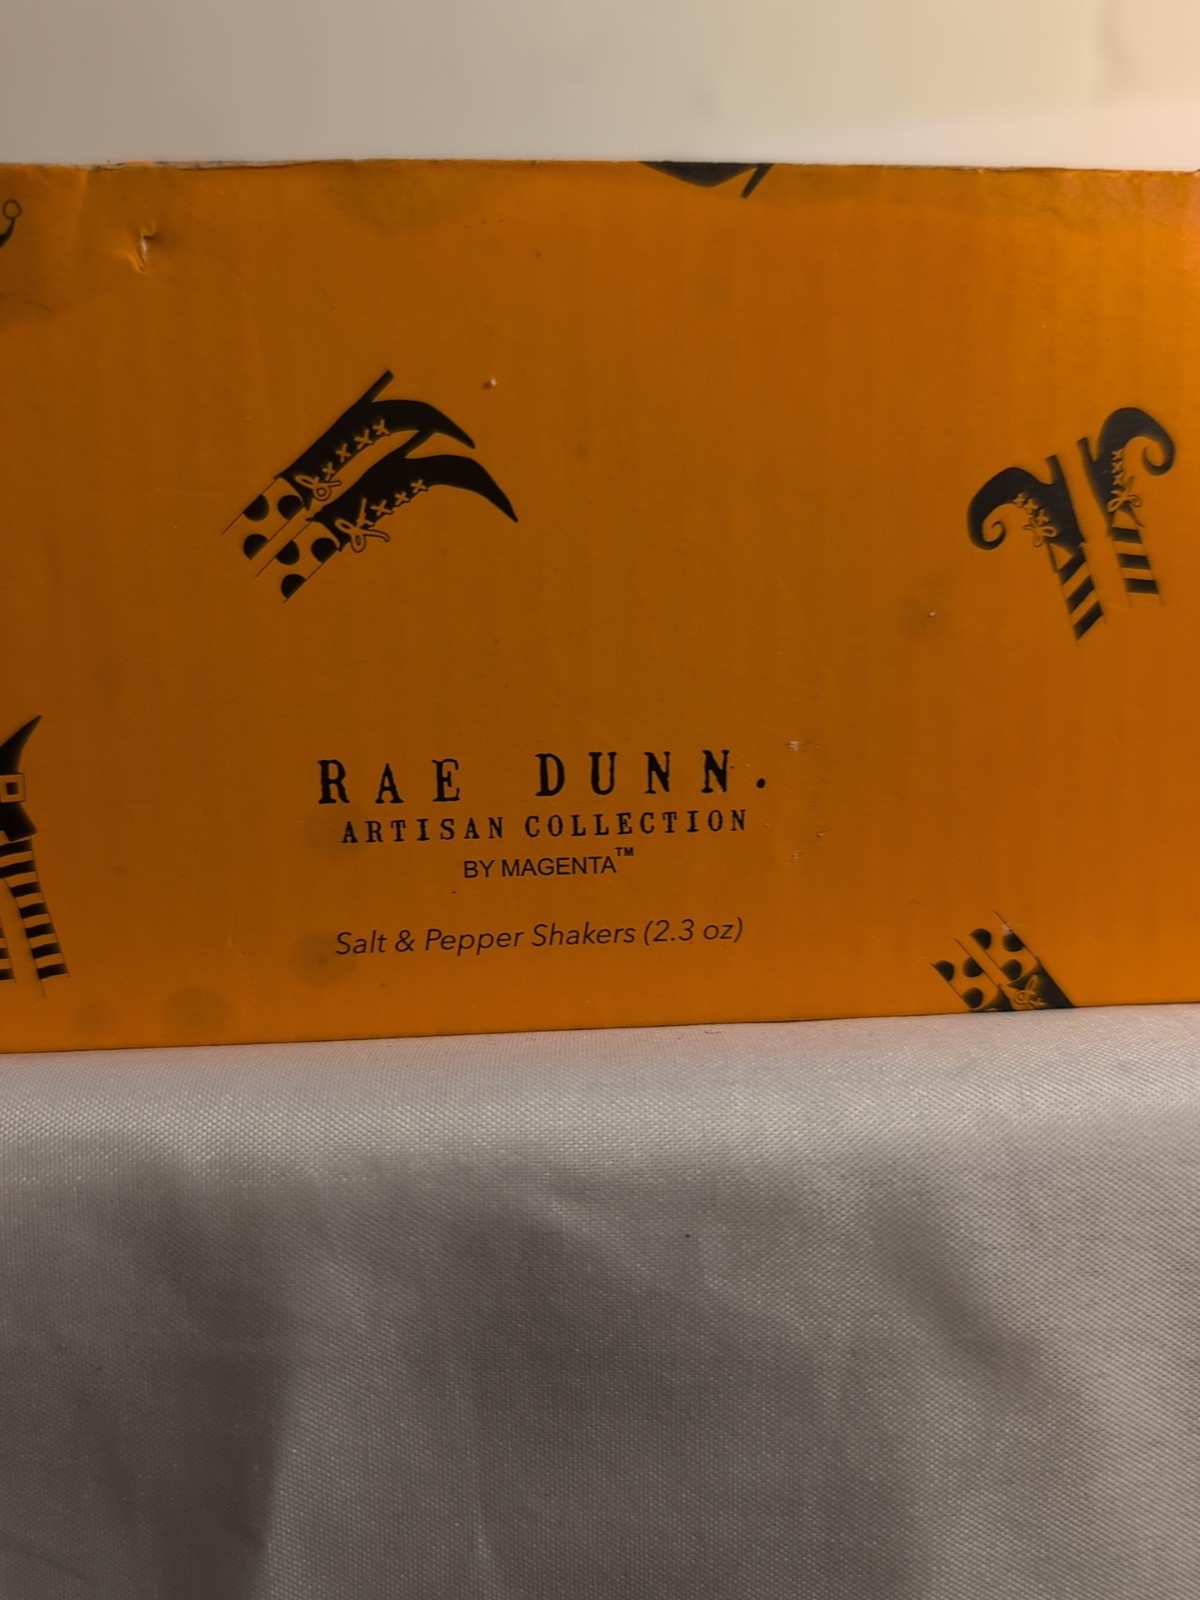 RAE DUNN.
ARTISAN COLLECTION
BY MAGENTA™
Salt & Pepper Shakers (2.3 oz)